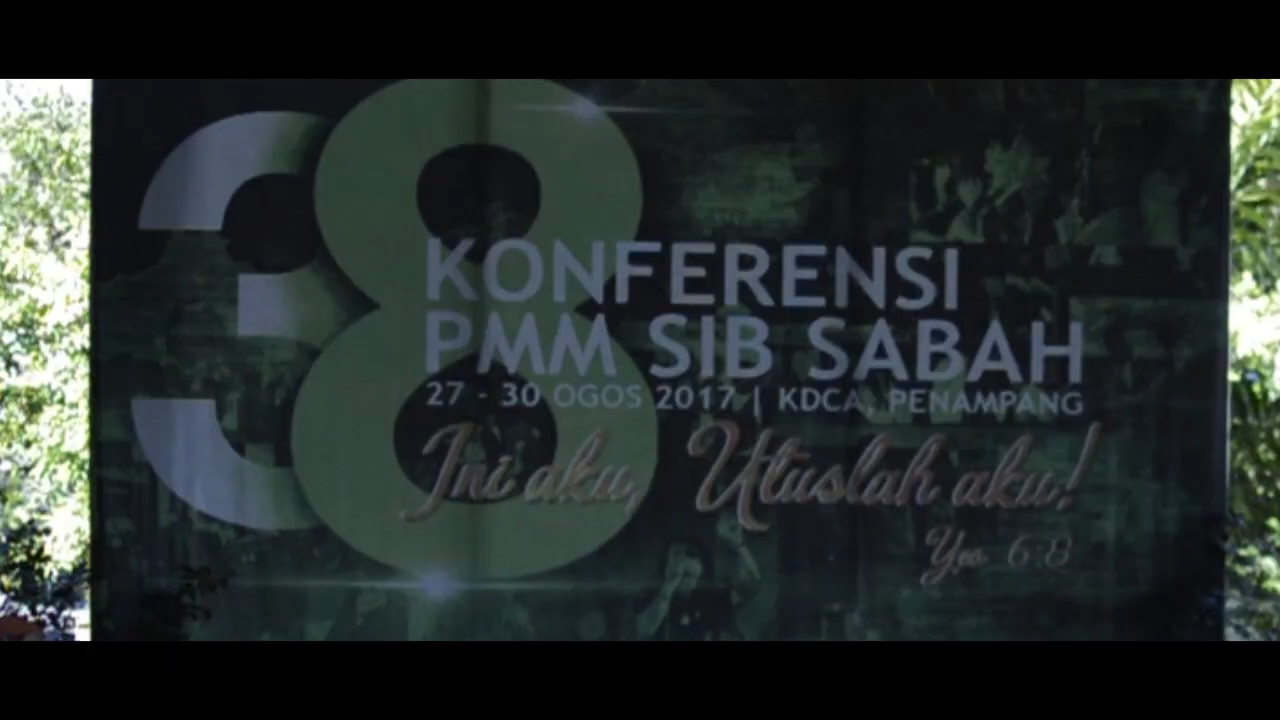 38
KONFERENSI
PMM SIB SABAH
27 - 30 OGOS 2017 | KDCA, PENAMPANG
Ini aku, Utuslah aku!
Yes 6:8